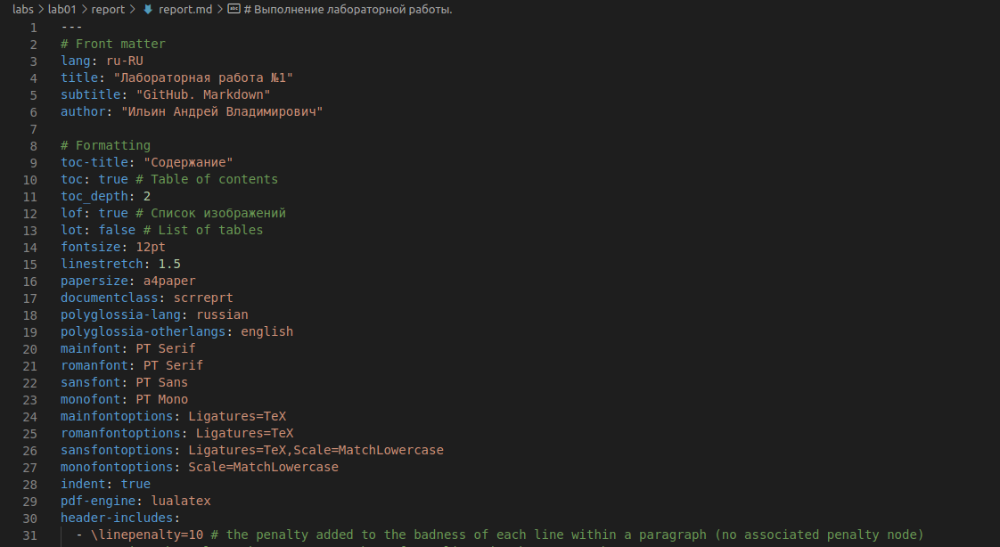 labs > lab01 > report > report.md > # Выполнение лабораторной работы.
1 ---
2 # Front matter
3 lang: ru-RU
4 title: "Лабораторная работа №1"
5 subtitle: "GitHub. Markdown"
6 author: "Ильин Андрей Владимирович"
7
8 # Formatting
9 toc-title: "Содержание"
10 toc: true # Table of contents
11 toc_depth: 2
12 lof: true # Список изображений
13 lot: false # List of tables
14 fontsize: 12pt
15 linestretch: 1.5
16 papersize: a4paper
17 documentclass: scrreprt
18 polyglossia-lang: russian
19 polyglossia-otherlangs: english
20 mainfont: PT Serif
21 romanfont: PT Serif
22 sansfont: PT Sans
23 monofont: PT Mono
24 mainfontoptions: Ligatures=TeX
25 romanfontoptions: Ligatures=TeX
26 sansfontoptions: Ligatures=TeX,Scale=MatchLowercase
27 monofontoptions: Scale=MatchLowercase
28 indent: true
29 pdf-engine: lualatex
30 header-includes:
31 - \linepenalty=10 # the penalty added to the badness of each line within a paragraph (no associated penalty node)